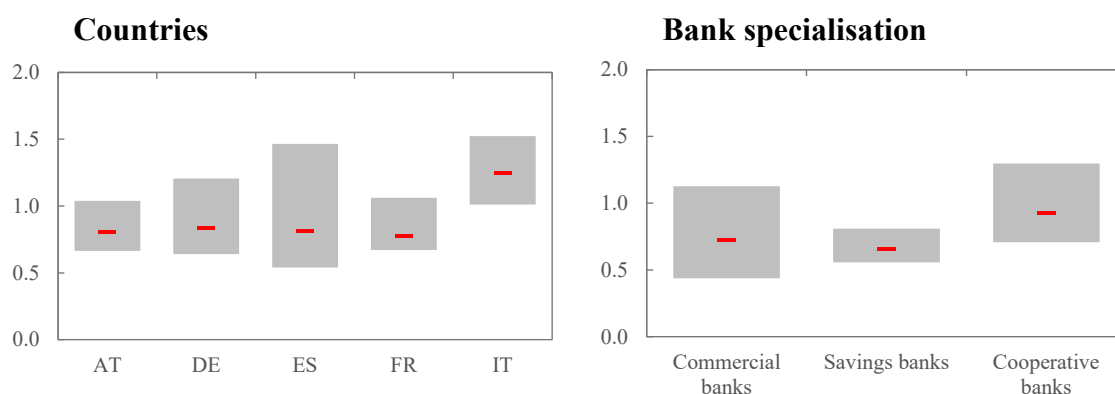 Countries
2.0
1.5
1.0
0.5
0.0
AT DE ES FR IT
Bank specialisation
2.0
1.5
1.0
0.5
0.0
Commercial banks
Savings banks
Cooperative banks